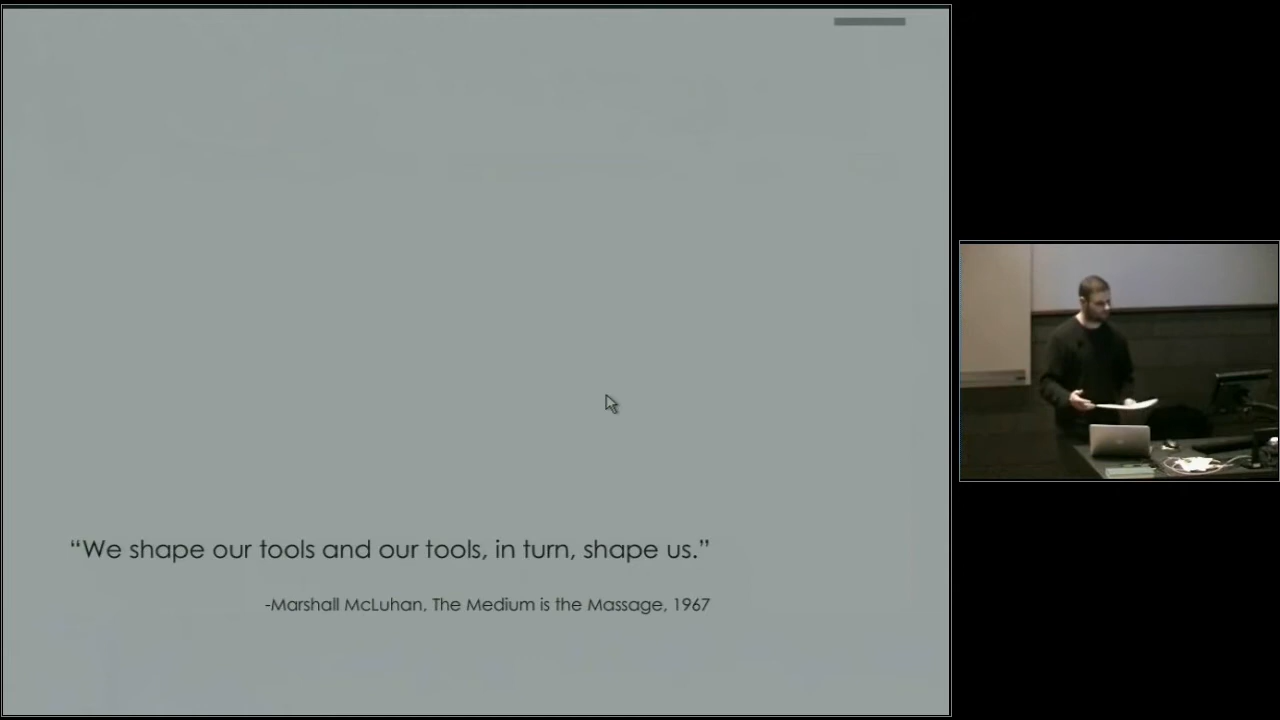 “We shape our tools and our tools, in turn, shape us.”
-Marshall McLuhan, The Medium is the Massage, 1967